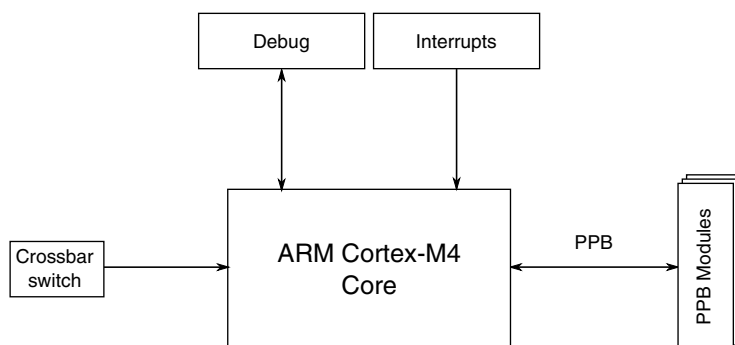 Debug
Interrupts
ARM Cortex-M4
Core
Crossbar
switch
PPB
PPB Modules